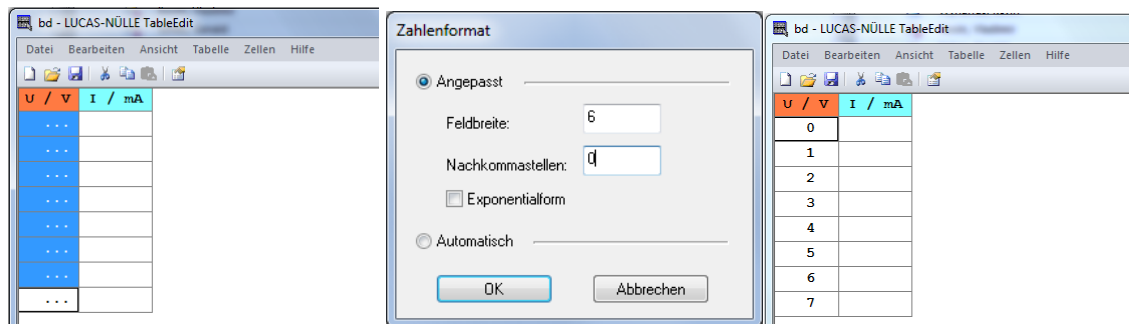 bd - LUCAS-NÜLLE TableEdit
Datei Bearbeiten Ansicht Tabelle Zellen Hilfe
U / V I / mA
...
...
...
...
...
...
...
...
Zahlenformat
Angepasst
Feldbreite: 6
Nachkommastellen: 0
Exponentialform
Automatisch
OK Abbrechen
bd - LUCAS-NÜLLE TableEdit
Datei Bearbeiten Ansicht Tabelle Zellen Hilfe
U / V I / mA
0
1
2
3
4
5
6
7